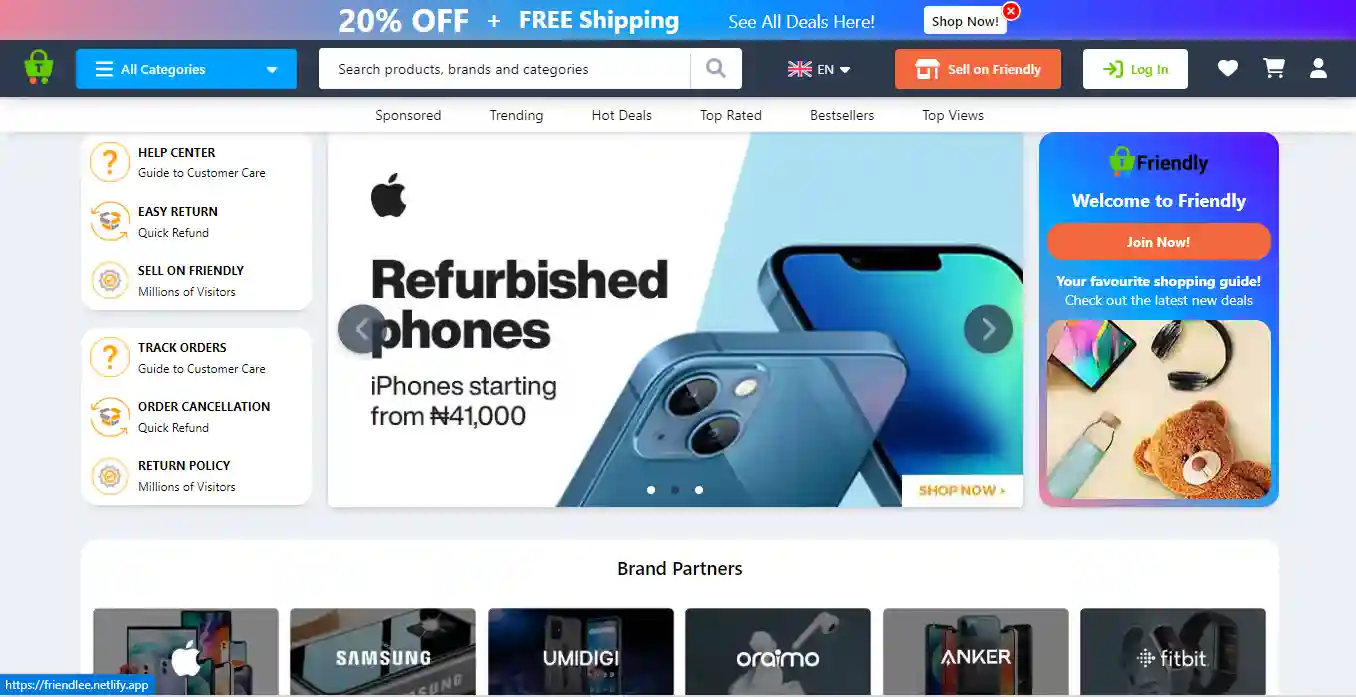 20% OFF + FREE Shipping See All Deals Here! Shop Now!
T All Categories Search products, brands and categories EN Sell on Friendly Log In
Sponsored Trending Hot Deals Top Rated Bestsellers Top Views
HELP CENTER
Guide to Customer Care
EASY RETURN
Quick Refund
SELL ON FRIENDLY
Millions of Visitors
TRACK ORDERS
Guide to Customer Care
ORDER CANCELLATION
Quick Refund
RETURN POLICY
Millions of Visitors
Refurbished
phones
iPhones starting
from ₦41,000
SHOP NOW ›
T Friendly
Welcome to Friendly
Join Now!
Your favourite shopping guide!
Check out the latest new deals
Brand Partners
SAMSUNG UMIDIGI oraimo ANKER fitbit
SUNG
https://friendlee.netlify.app